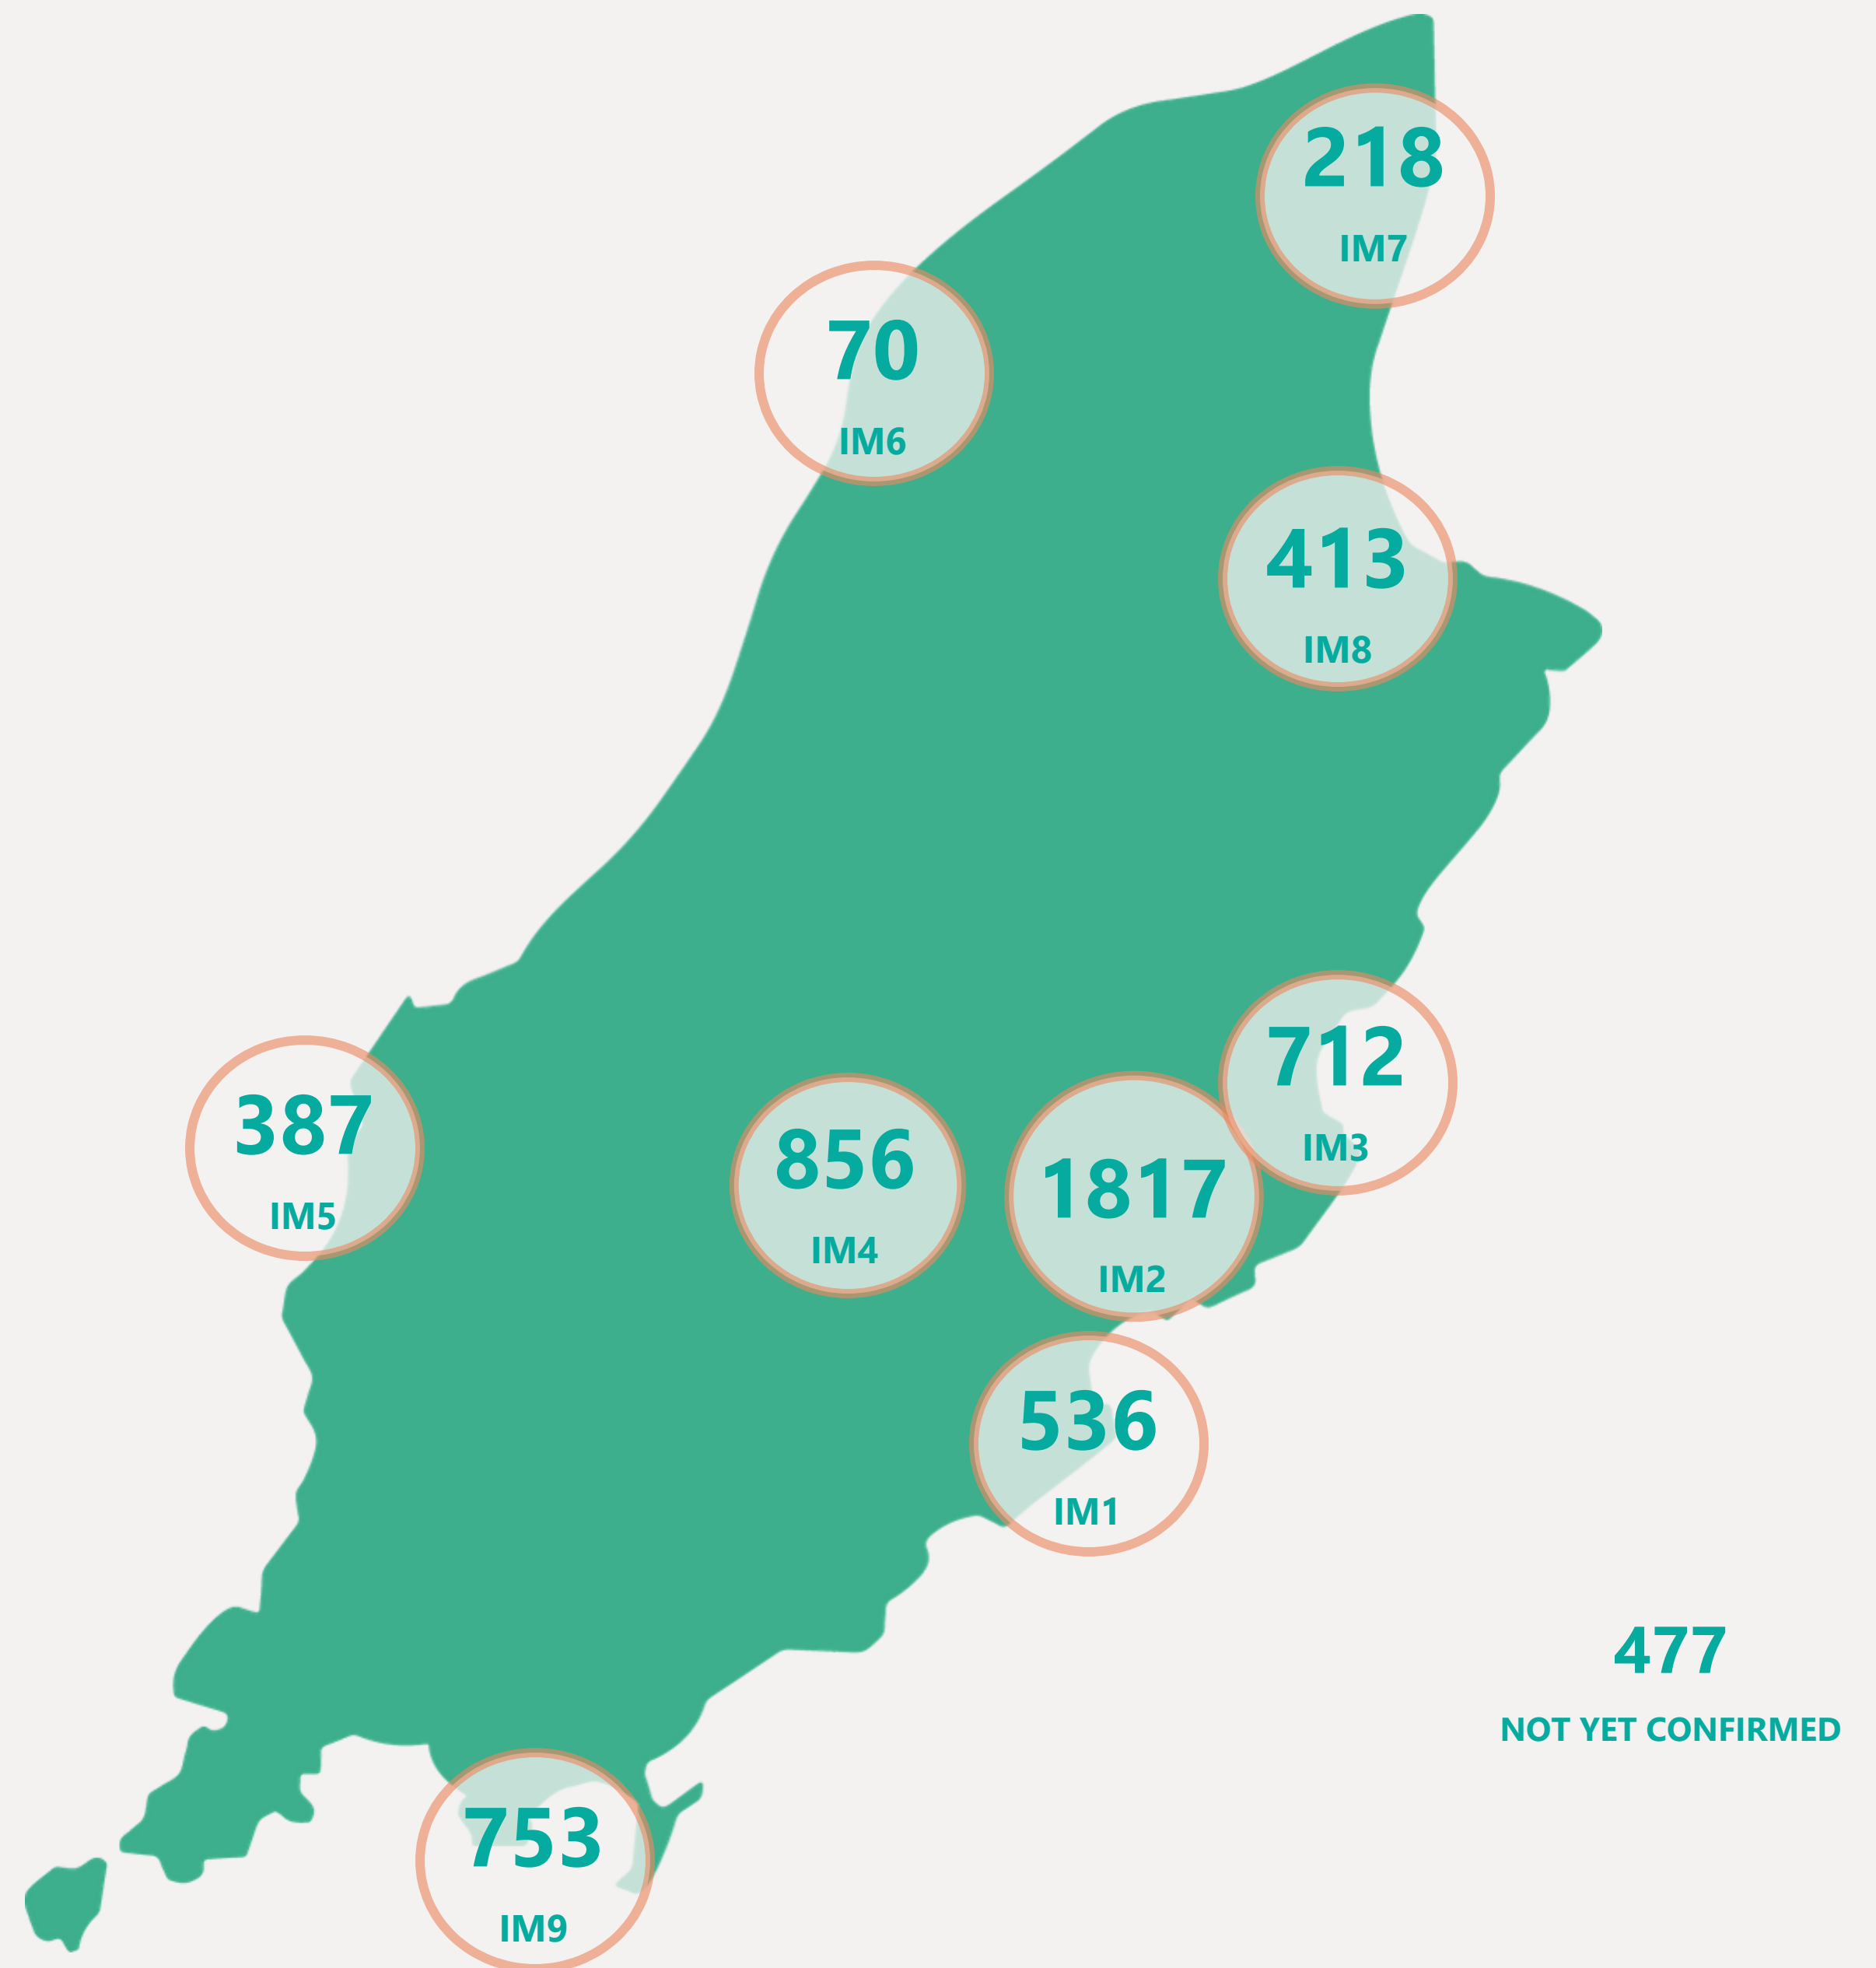 218
IM7
70
IM6
413
IM8
712
IM3
387
IM5
856
IM4
1817
IM2
536
IM1
477
NOT YET CONFIRMED
753
IM9